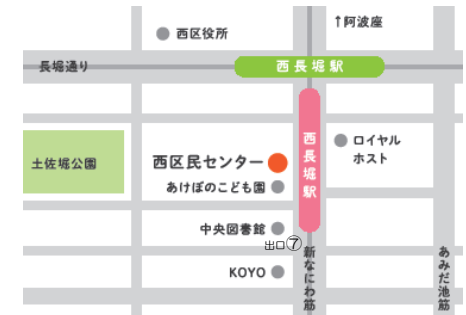 ↑阿波座
西区役所
長堀通り
西長堀駅
西長堀駅
ロイヤル
ホスト
土佐堀公園
西区民センター
あけぼのこども園
中央図書館
出口⑦
新なにわ筋
あみだ池筋
KOYO